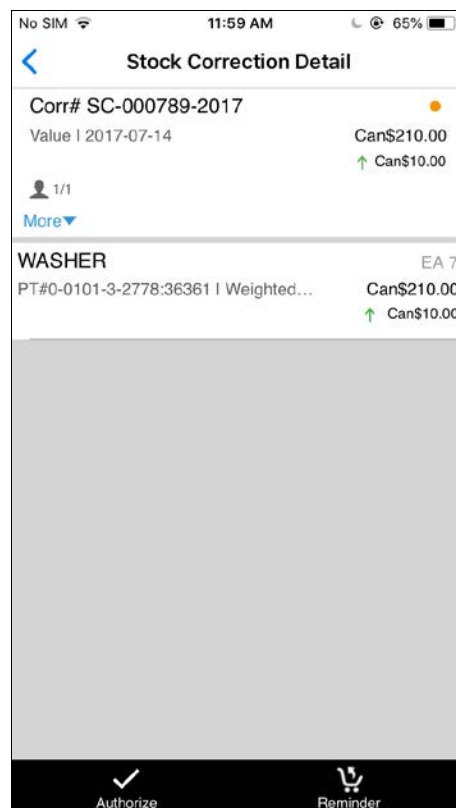 No SIM 11:59 AM 65%
Stock Correction Detail
Corr# SC-000789-2017
Value I 2017-07-14 Can$210.00
↑ Can$10.00
1/1
More▼
WASHER EA 7
PT#0-0101-3-2778:36361 I Weighted... Can$210.00
↑ Can$10.00
Authorize Reminder